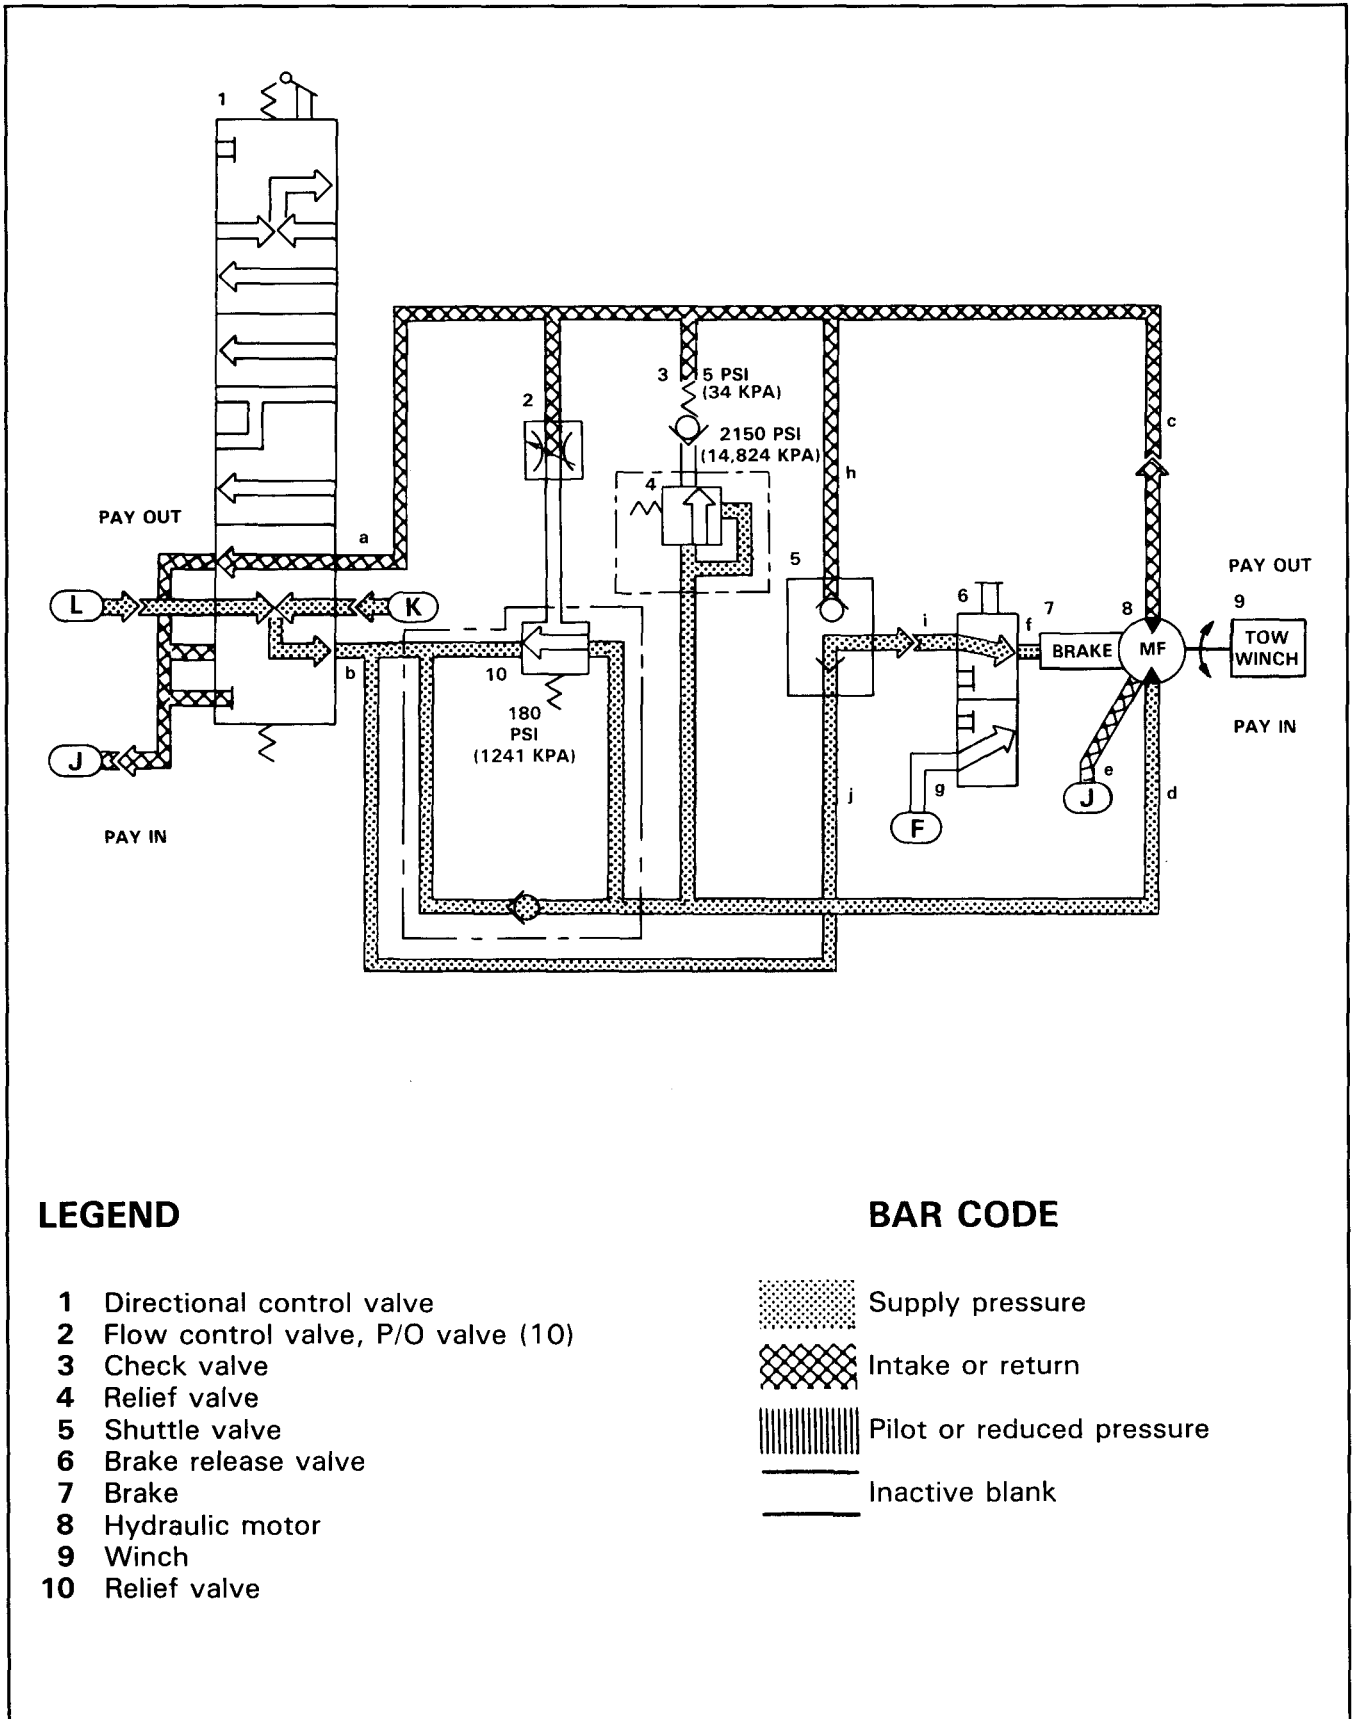 1
3
5 PSI
(34 KPA)
2
2150 PSI
(14,824 KPA)
c
h
4
PAY OUT
a
5
PAY OUT
6
7
8
9
L
K
i
f
BRAKE
MF
TOW
WINCH
b
10
180
PSI
(1241 KPA)
PAY IN
J
e
g
j
d
J
F
PAY IN
LEGEND
BAR CODE
1 Directional control valve
2 Flow control valve, P/O valve (10)
3 Check valve
4 Relief valve
5 Shuttle valve
6 Brake release valve
7 Brake
8 Hydraulic motor
9 Winch
10 Relief valve
Supply pressure
Intake or return
Pilot or reduced pressure
Inactive blank